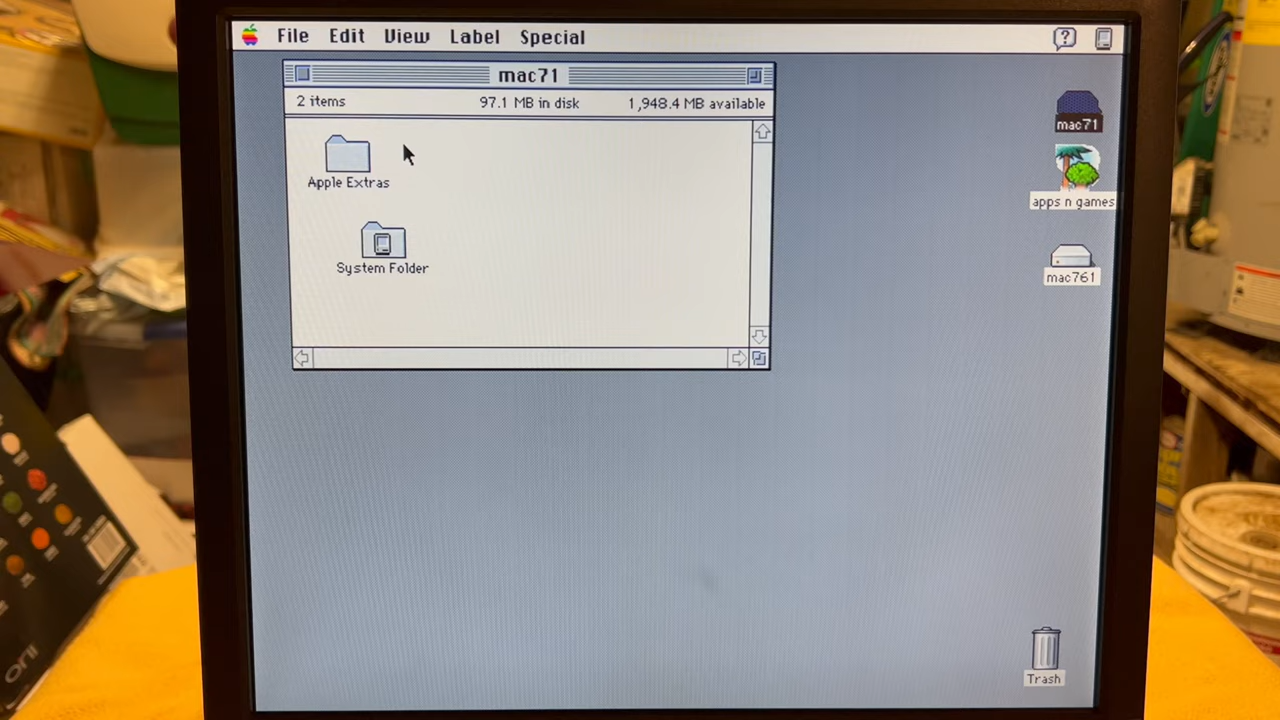 File Edit View Label Special
mac71
2 items 97.1 MB in disk 1,948.4 MB available
Apple Extras
System Folder
mac71
apps n games
mac761
Trash